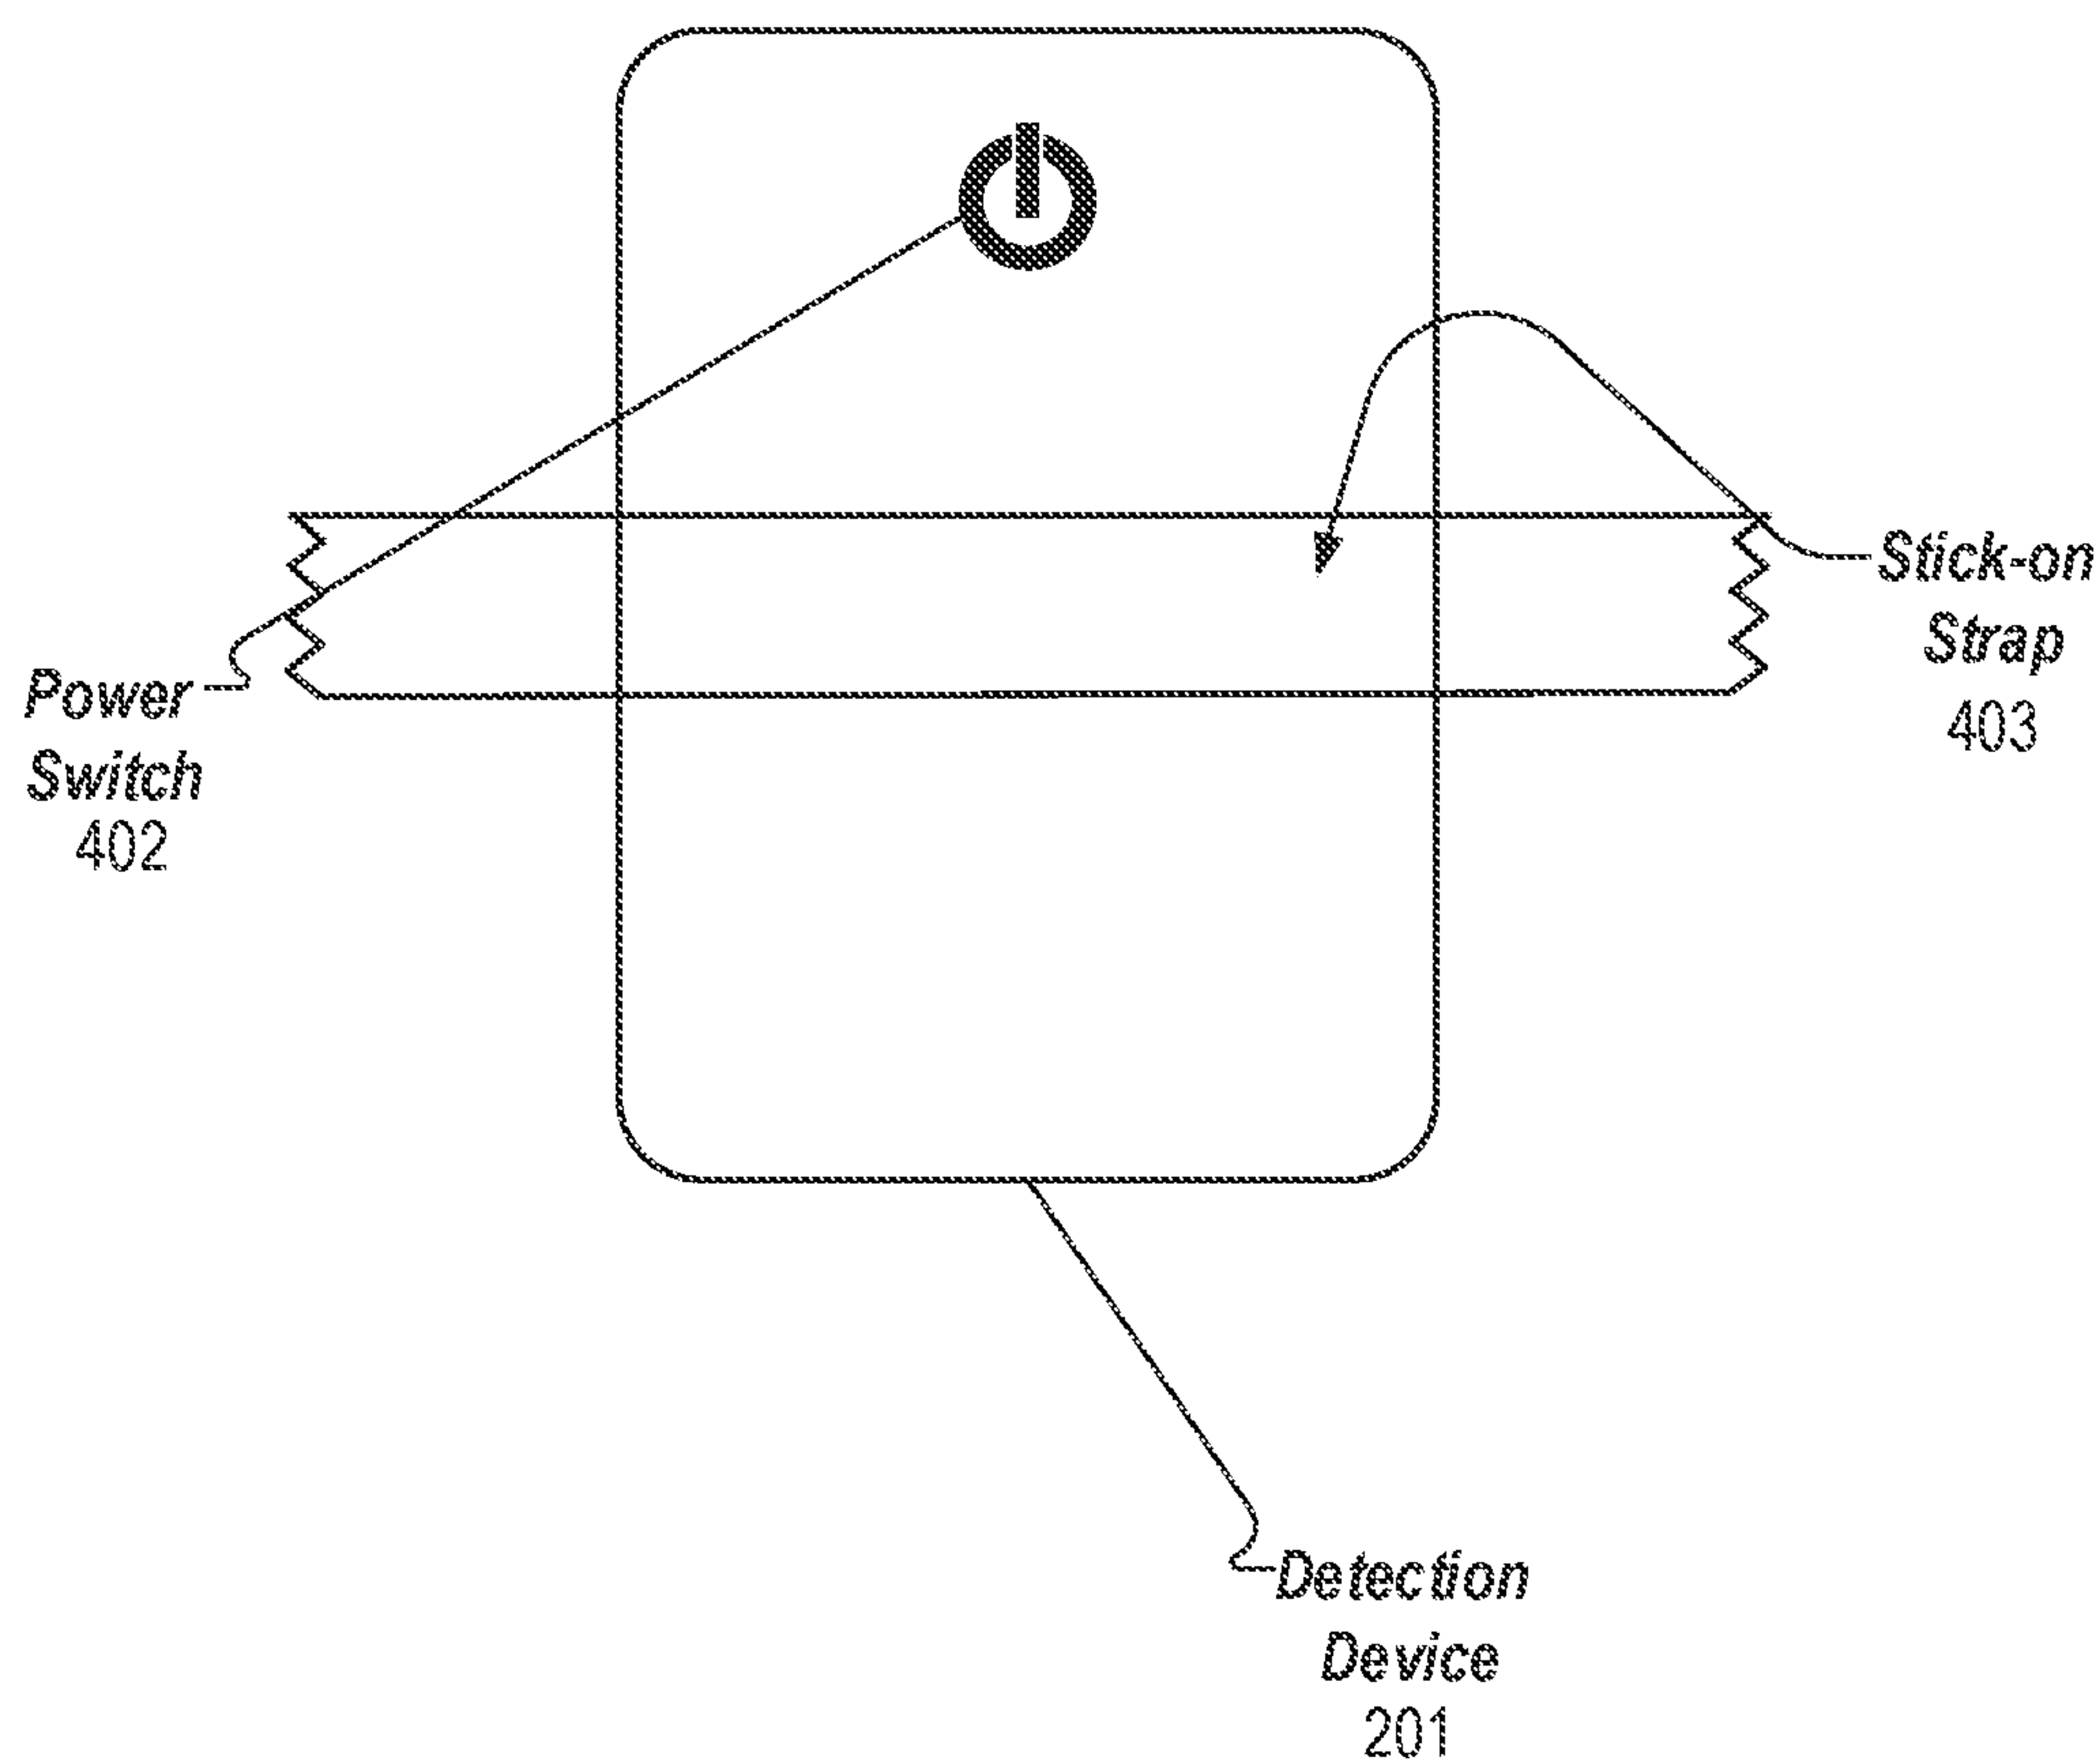 Stick-on
Strap
403
Power
Switch
402
Detection
Device
201